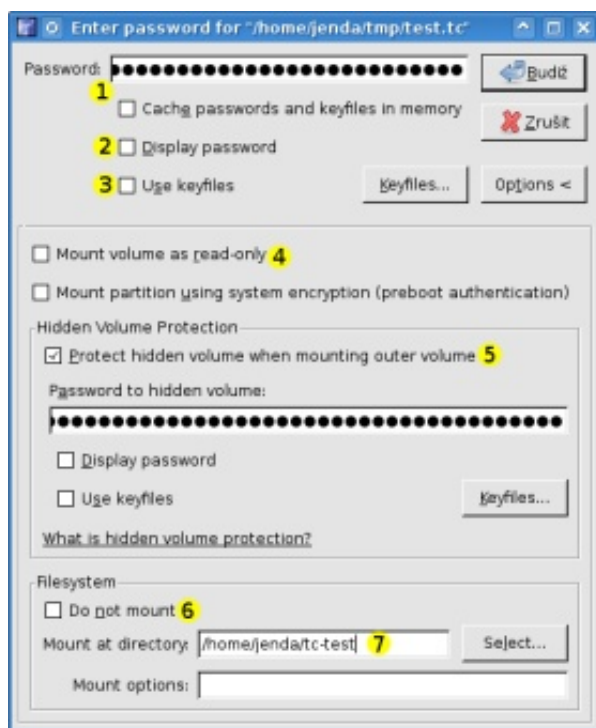 Enter password for "/home/jenda/tmp/test.tc"
Password: Budiž
1
Cache passwords and keyfiles in memory
Zrušit
2 Display password
3 Use keyfiles Keyfiles... Options <
Mount volume as read-only 4
Mount partition using system encryption (preboot authentication)
Hidden Volume Protection
Protect hidden volume when mounting outer volume 5
Password to hidden volume:
Display password
Use keyfiles Keyfiles...
What is hidden volume protection?
Filesystem
Do not mount 6
Mount at directory: /home/jenda/tc-test 7 Select...
Mount options: